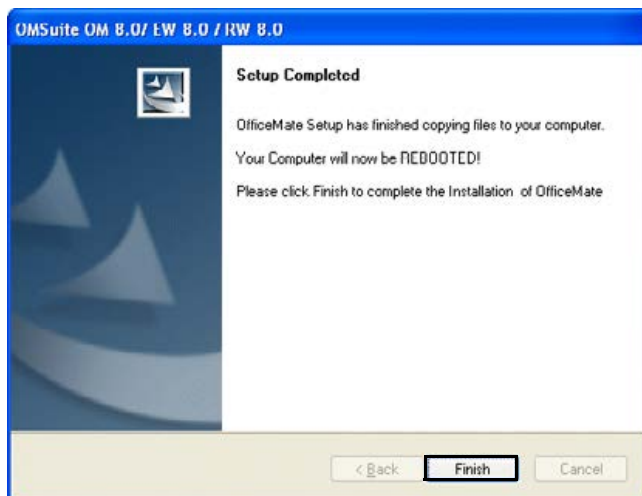 OMSuite OM 8.0/ EW 8.0 / RW 8.0
Setup Completed
OfficeMate Setup has finished copying files to your computer.
Your Computer will now be REBOOTED!
Please click Finish to complete the Installation of OfficeMate
< Back Finish Cancel